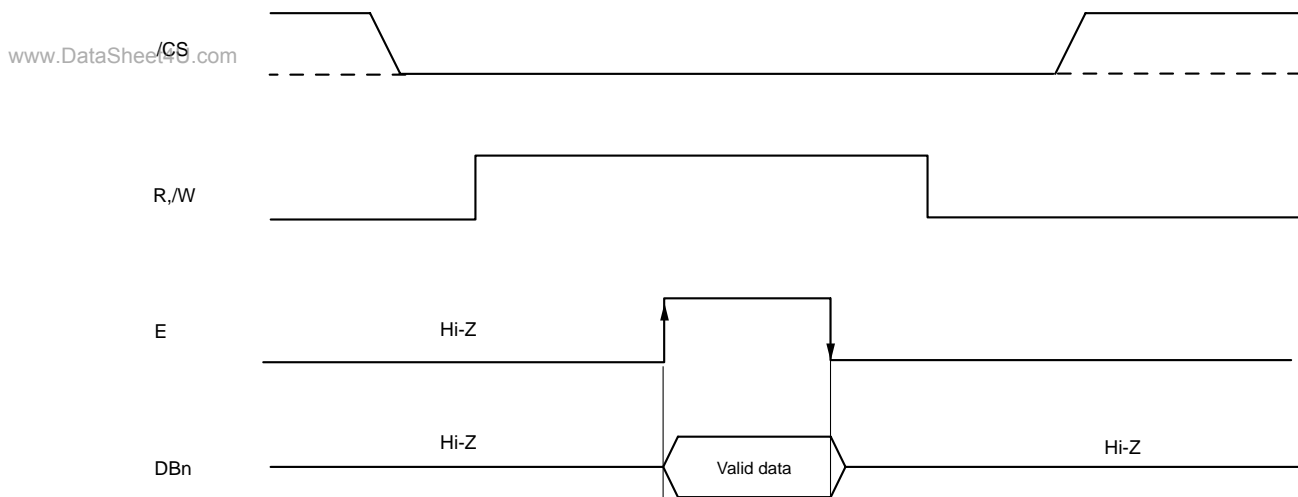 /CS
www.DataSheet4U.com
R,/W
E
Hi-Z
DBn
Hi-Z
Valid data
Hi-Z